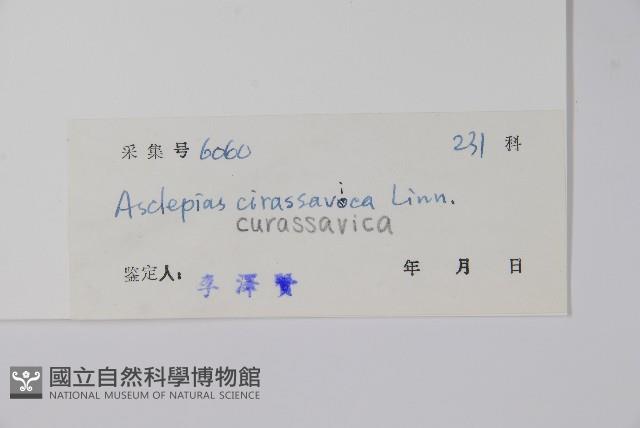 采集号 6060 231 科
Asclepias cirassavica Linn.
curassavica
鉴定人: 李泽贤 年 月 日
國立自然科學博物館
NATIONAL MUSEUM OF NATURAL SCIENCE